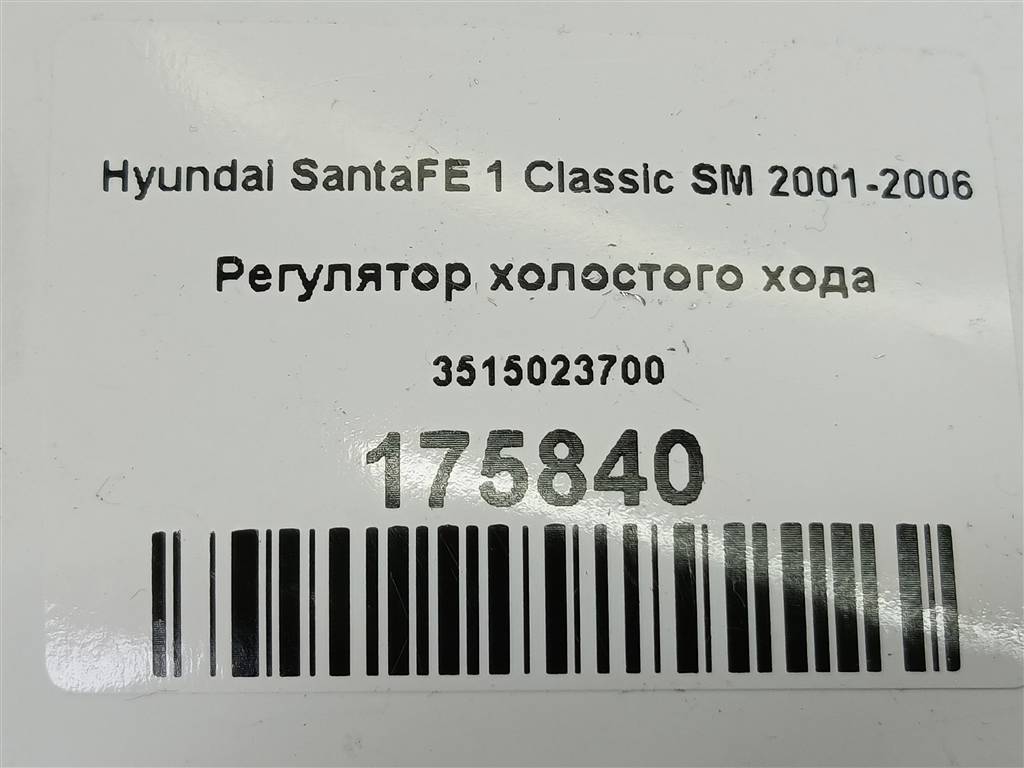 Hyundai SantaFE 1 Classic SM 2001-2006
Регулятор холостого хода
3515023700
175840